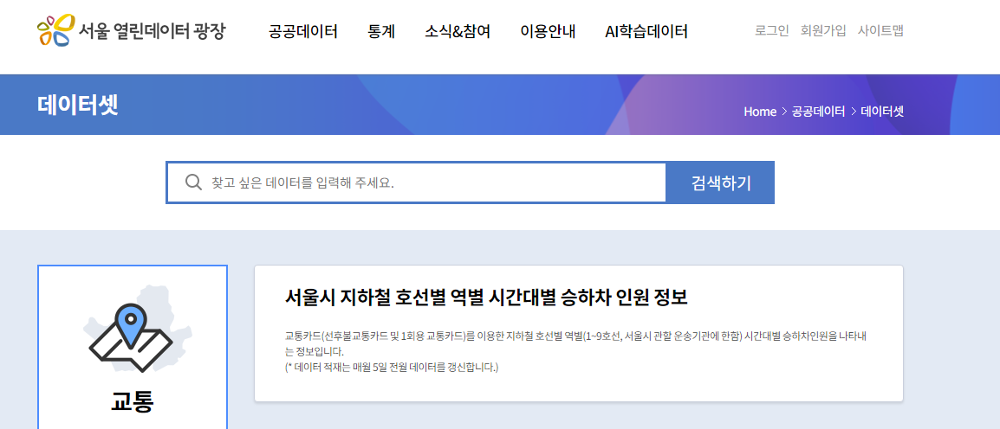 서울 열린데이터 광장 공공데이터 통계 소식&참여 이용안내 AI학습데이터 로그인 회원가입 사이트맵
데이터셋
Home > 공공데이터 > 데이터셋
찾고 싶은 데이터를 입력해 주세요. 검색하기
서울시 지하철 호선별 역별 시간대별 승하차 인원 정보
교통카드(선후불교통카드 및 1회용 교통카드)를 이용한 지하철 호선별 역별(1~9호선, 서울시 관할 운송기관에 한함) 시간대별 승하차인원을 나타내
는 정보입니다.
(* 데이터 적재는 매월 5일 전월 데이터를 갱신합니다.)
교통